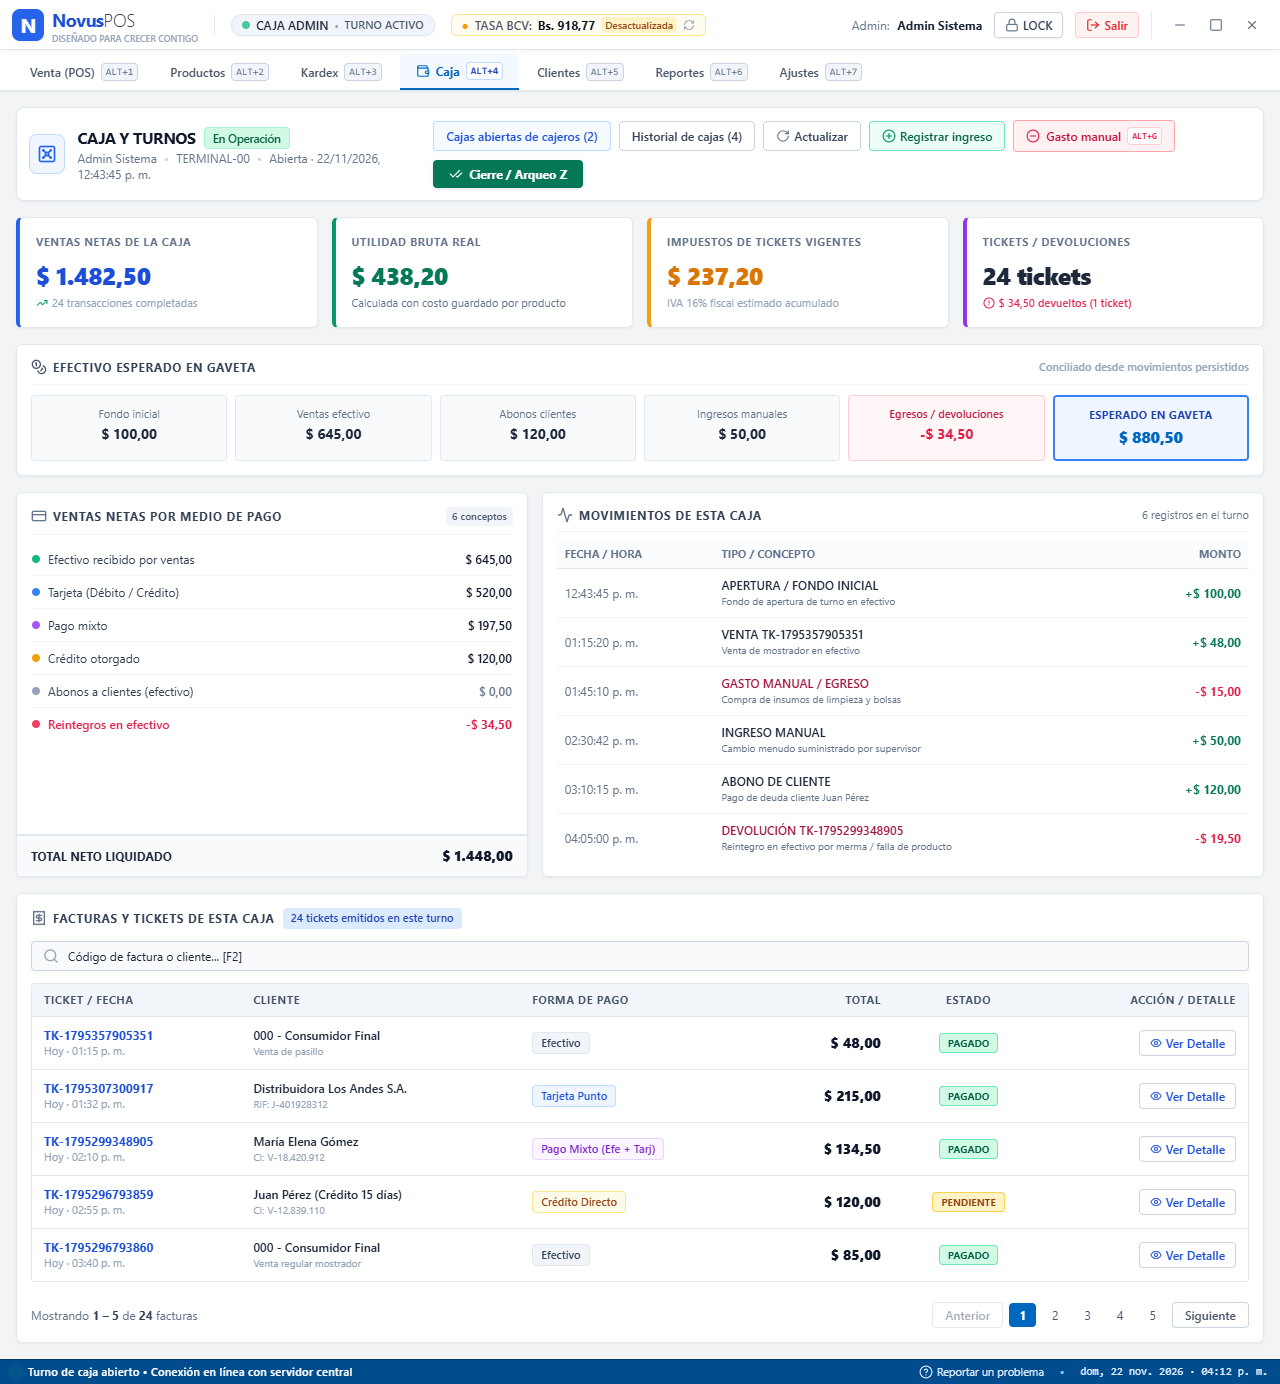 N NovusPOS
DISEÑADO PARA CRECER CONTIGO
CAJA ADMIN • TURNO ACTIVO
TASA BCV: Bs. 918,77 Desactualizada
Admin: Admin Sistema
LOCK
Salir
Venta (POS) ALT+1
Productos ALT+2
Kardex ALT+3
Caja ALT+4
Clientes ALT+5
Reportes ALT+6
Ajustes ALT+7
CAJA Y TURNOS En Operación
Admin Sistema • TERMINAL-00 • Abierta · 22/11/2026,
12:43:45 p. m.
Cajas abiertas de cajeros (2)
Historial de cajas (4)
Actualizar
Registrar ingreso
Gasto manual ALT+G
Cierre / Arqueo Z
VENTAS NETAS DE LA CAJA
$ 1.482,50
24 transacciones completadas
UTILIDAD BRUTA REAL
$ 438,20
Calculada con costo guardado por producto
IMPUESTOS DE TICKETS VIGENTES
$ 237,20
IVA 16% fiscal estimado acumulado
TICKETS / DEVOLUCIONES
24 tickets
$ 34,50 devueltos (1 ticket)
EFECTIVO ESPERADO EN GAVETA
Conciliado desde movimientos persistidos
Fondo inicial
$ 100,00
Ventas efectivo
$ 645,00
Abonos clientes
$ 120,00
Ingresos manuales
$ 50,00
Egresos / devoluciones
-$ 34,50
ESPERADO EN GAVETA
$ 880,50
VENTAS NETAS POR MEDIO DE PAGO
6 conceptos
Efectivo recibido por ventas $ 645,00
Tarjeta (Débito / Crédito) $ 520,00
Pago mixto $ 197,50
Crédito otorgado $ 120,00
Abonos a clientes (efectivo) $ 0,00
Reintegros en efectivo -$ 34,50
TOTAL NETO LIQUIDADO $ 1.448,00
MOVIMIENTOS DE ESTA CAJA
6 registros en el turno
FECHA / HORA TIPO / CONCEPTO MONTO
12:43:45 p. m. APERTURA / FONDO INICIAL +$ 100,00
Fondo de apertura de turno en efectivo
01:15:20 p. m. VENTA TK-1795357905351 +$ 48,00
Venta de mostrador en efectivo
01:45:10 p. m. GASTO MANUAL / EGRESO -$ 15,00
Compra de insumos de limpieza y bolsas
02:30:42 p. m. INGRESO MANUAL +$ 50,00
Cambio menudo suministrado por supervisor
03:10:15 p. m. ABONO DE CLIENTE +$ 120,00
Pago de deuda cliente Juan Pérez
04:05:00 p. m. DEVOLUCIÓN TK-1795299348905 -$ 19,50
Reintegro en efectivo por merma / falla de producto
FACTURAS Y TICKETS DE ESTA CAJA 24 tickets emitidos en este turno
Código de factura o cliente... [F2]
TICKET / FECHA CLIENTE FORMA DE PAGO TOTAL ESTADO ACCIÓN / DETALLE
TK-1795357905351 000 - Consumidor Final Efectivo $ 48,00 PAGADO Ver Detalle
Hoy · 01:15 p. m. Venta de pasillo
TK-1795307300917 Distribuidora Los Andes S.A. Tarjeta Punto $ 215,00 PAGADO Ver Detalle
Hoy · 01:32 p. m. RIF: J-401928312
TK-1795299348905 María Elena Gómez Pago Mixto (Efe + Tarj) $ 134,50 PAGADO Ver Detalle
Hoy · 02:10 p. m. CI: V-18.420.912
TK-1795296793859 Juan Pérez (Crédito 15 días) Crédito Directo $ 120,00 PENDIENTE Ver Detalle
Hoy · 02:55 p. m. CI: V-12.839.110
TK-1795296793860 000 - Consumidor Final Efectivo $ 85,00 PAGADO Ver Detalle
Hoy · 03:40 p. m. Venta regular mostrador
Mostrando 1 – 5 de 24 facturas
Anterior 1 2 3 4 5 Siguiente
Turno de caja abierto • Conexión en línea con servidor central
Reportar un problema • dom, 22 nov. 2026 · 04:12 p. m.